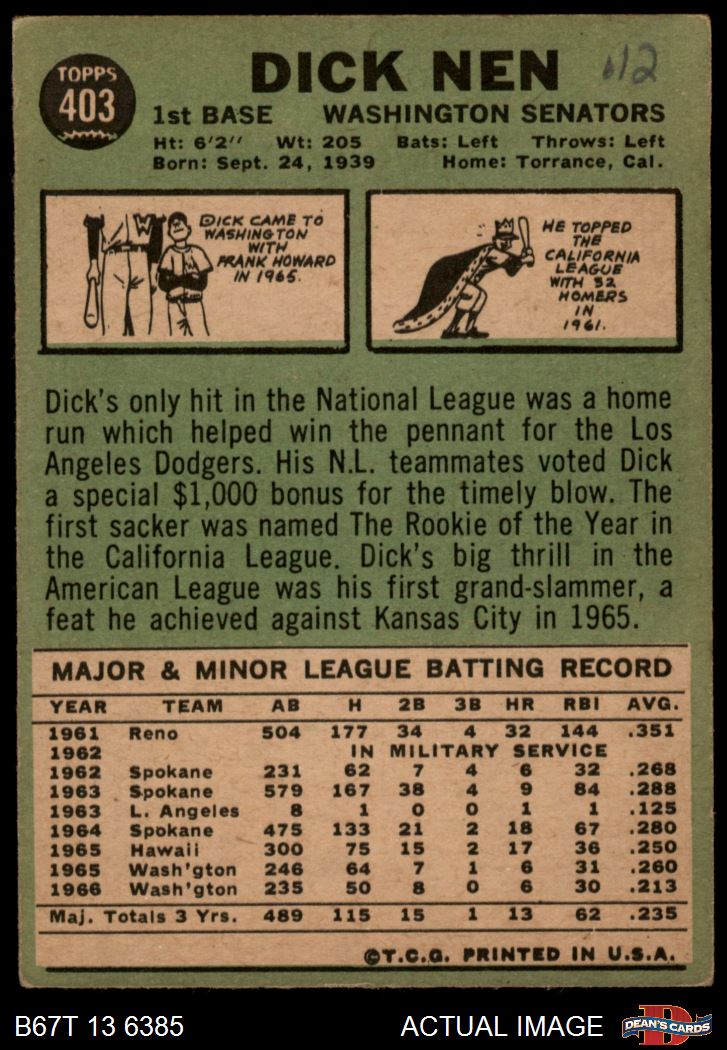 TOPPS
403
DICK NEN
1st BASE WASHINGTON SENATORS
Ht: 6'2" Wt: 205 Bats: Left Throws: Left
Born: Sept. 24, 1939 Home: Torrance, Cal.
DICK CAME TO
WASHINGTON
WITH
FRANK HOWARD
IN 1965.
W
W
HE TOPPED
THE
CALIFORNIA
LEAGUE
WITH 32
HOMERS
IN
1961.
Dick's only hit in the National League was a home
run which helped win the pennant for the Los
Angeles Dodgers. His N.L. teammates voted Dick
a special $1,000 bonus for the timely blow. The
first sacker was named The Rookie of the Year in
the California League. Dick's big thrill in the
American League was his first grand-slammer, a
feat he achieved against Kansas City in 1965.
MAJOR & MINOR LEAGUE BATTING RECORD
YEAR TEAM AB H 2B 3B HR RBI AVG.
1961 Reno 504 177 34 4 32 144 .351
1962 IN MILITARY SERVICE
1962 Spokane 231 62 7 4 6 32 .268
1963 Spokane 579 167 38 4 9 84 .288
1963 L. Angeles 8 1 0 0 1 1 .125
1964 Spokane 475 133 21 2 18 67 .280
1965 Hawaii 300 75 15 2 17 36 .250
1965 Wash'gton 246 64 7 1 6 31 .260
1966 Wash'gton 235 50 8 0 6 30 .213
Maj. Totals 3 Yrs. 489 115 15 1 13 62 .235
©T.C.G. PRINTED IN U.S.A.
B67T 13 6385 ACTUAL IMAGE
D
DEAN'S CARDS